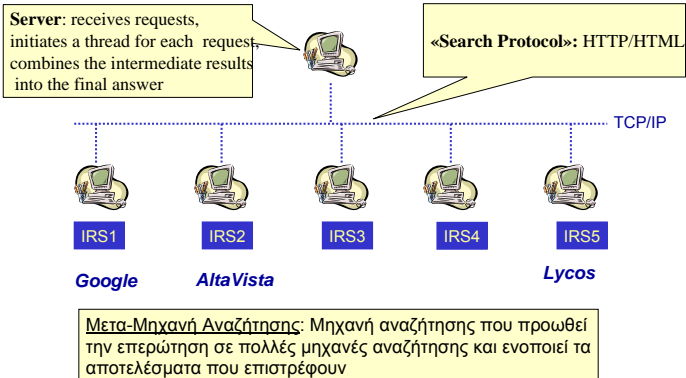 Server: receives requests,
initiates a thread for each request,
combines the intermediate results
into the final answer
«Search Protocol»: HTTP/HTML
TCP/IP
IRS1
IRS2
IRS3
IRS4
IRS5
Google
AltaVista
Lycos
Μετα-Μηχανή Αναζήτησης: Μηχανή αναζήτησης που προωθεί
την επερώτηση σε πολλές μηχανές αναζήτησης και ενοποιεί τα
αποτελέσματα που επιστρέφουν